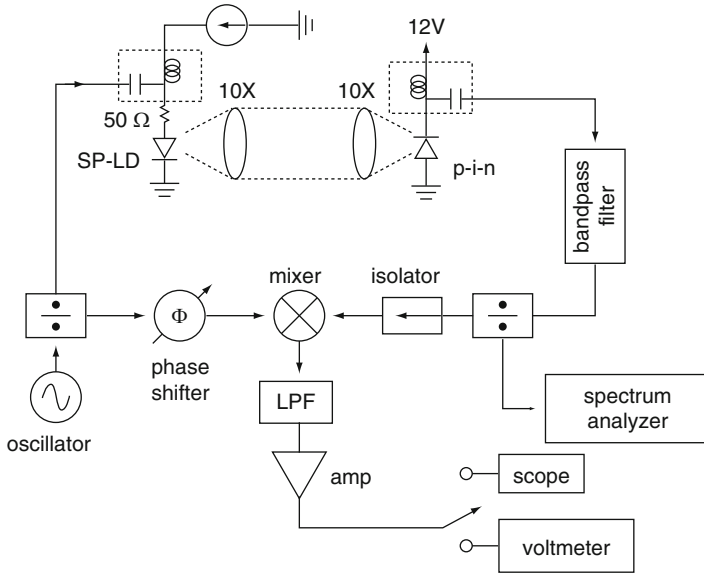 12V
10X
10X
50 Ω
SP-LD
p-i-n
bandpass
filter
mixer
isolator
÷
Φ
÷
phase
shifter
LPF
spectrum
analyzer
oscillator
amp
scope
voltmeter